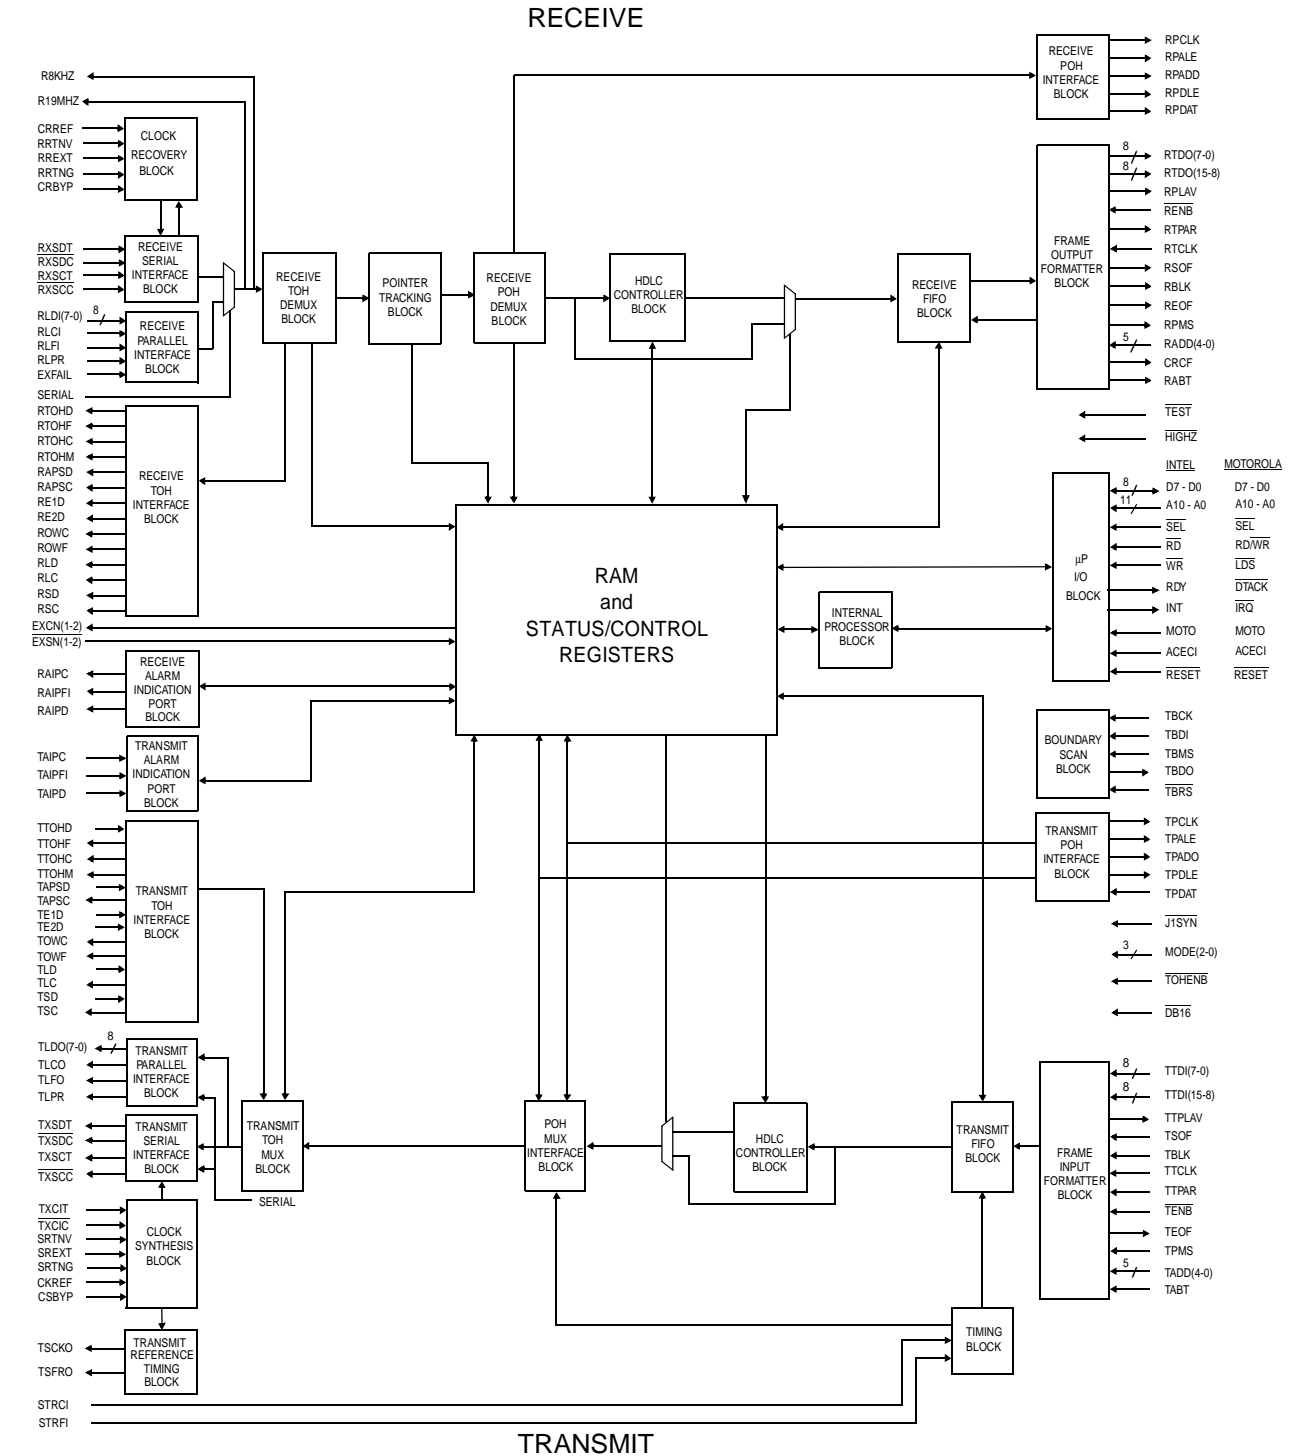 RECEIVE
R8KHZ
R19MHZ
CRREF
RRTNV
RREXT
RRTNG
CRBYP
CLOCK
RECOVERY
BLOCK
RXSDT
RXSDC
RXSCT
RXSCC
RECEIVE
SERIAL
INTERFACE
BLOCK
RLDI(7-0)
8
RLCI
RLFI
RLPR
EXFAIL
RECEIVE
PARALLEL
INTERFACE
BLOCK
SERIAL
RECEIVE
TOH
DEMUX
BLOCK
POINTER
TRACKING
BLOCK
RECEIVE
POH
DEMUX
BLOCK
HDLC
CONTROLLER
BLOCK
RECEIVE
FIFO
BLOCK
RECEIVE
POH
INTERFACE
BLOCK
RPCLK
RPALE
RPADD
RPDLE
RPDAT
FRAME
OUTPUT
FORMATTER
BLOCK
8
RTDO(7-0)
8
RTDO(15-8)
RPLAV
RENB
RTPAR
RTCLK
RSOF
RBLK
REOF
RPMS
5
RADD(4-0)
CRCF
RABT
TEST
HIGHZ
RTOHD
RTOHF
RTOHC
RTOHM
RAPSD
RAPSC
RE1D
RE2D
ROWC
ROWF
RLD
RLC
RSD
RSC
RECEIVE
TOH
INTERFACE
BLOCK
EXCN(1-2)
EXSN(1-2)
RAM
and
STATUS/CONTROL
REGISTERS
INTERNAL
PROCESSOR
BLOCK
µP
I/O
BLOCK
INTEL MOTOROLA
8 D7 - D0 D7 - D0
11 A10 - A0 A10 - A0
SEL SEL
RD RD/WR
WR LDS
RDY DTACK
INT IRQ
MOTO MOTO
ACECI ACECI
RESET RESET
RAIPC
RAIPFI
RAIPD
RECEIVE
ALARM
INDICATION
PORT
BLOCK
TAIPC
TAIPFI
TAIPD
TRANSMIT
ALARM
INDICATION
PORT
BLOCK
BOUNDARY
SCAN
BLOCK
TBCK
TBDI
TBMS
TBDO
TBRS
TRANSMIT
POH
INTERFACE
BLOCK
TPCLK
TPALE
TPADO
TPDLE
TPDAT
J1SYN
3
MODE(2-0)
TOHENB
DB16
TTOHD
TTOHF
TTOHC
TTOHM
TAPSD
TAPSC
TE1D
TE2D
TOWC
TOWF
TLD
TLC
TSD
TSC
TRANSMIT
TOH
INTERFACE
BLOCK
TLDO(7-0)
8
TLCO
TLFO
TLPR
TRANSMIT
PARALLEL
INTERFACE
BLOCK
TXSDT
TXSDC
TXSCT
TXSCC
TRANSMIT
SERIAL
INTERFACE
BLOCK
TRANSMIT
TOH
MUX
BLOCK
SERIAL
POH
MUX
INTERFACE
BLOCK
HDLC
CONTROLLER
BLOCK
TRANSMIT
FIFO
BLOCK
FRAME
INPUT
FORMATTER
BLOCK
8
TTDI(7-0)
8
TTDI(15-8)
TTPLAV
TSOF
TBLK
TTCLK
TTPAR
TENB
TEOF
TPMS
5
TADD(4-0)
TABT
TXCIT
TXCIC
SRTNV
SREXT
SRTNG
CKREF
CSBYP
CLOCK
SYNTHESIS
BLOCK
TSCKO
TSFRO
TRANSMIT
REFERENCE
TIMING
BLOCK
TIMING
BLOCK
STRCI
STRFI
TRANSMIT